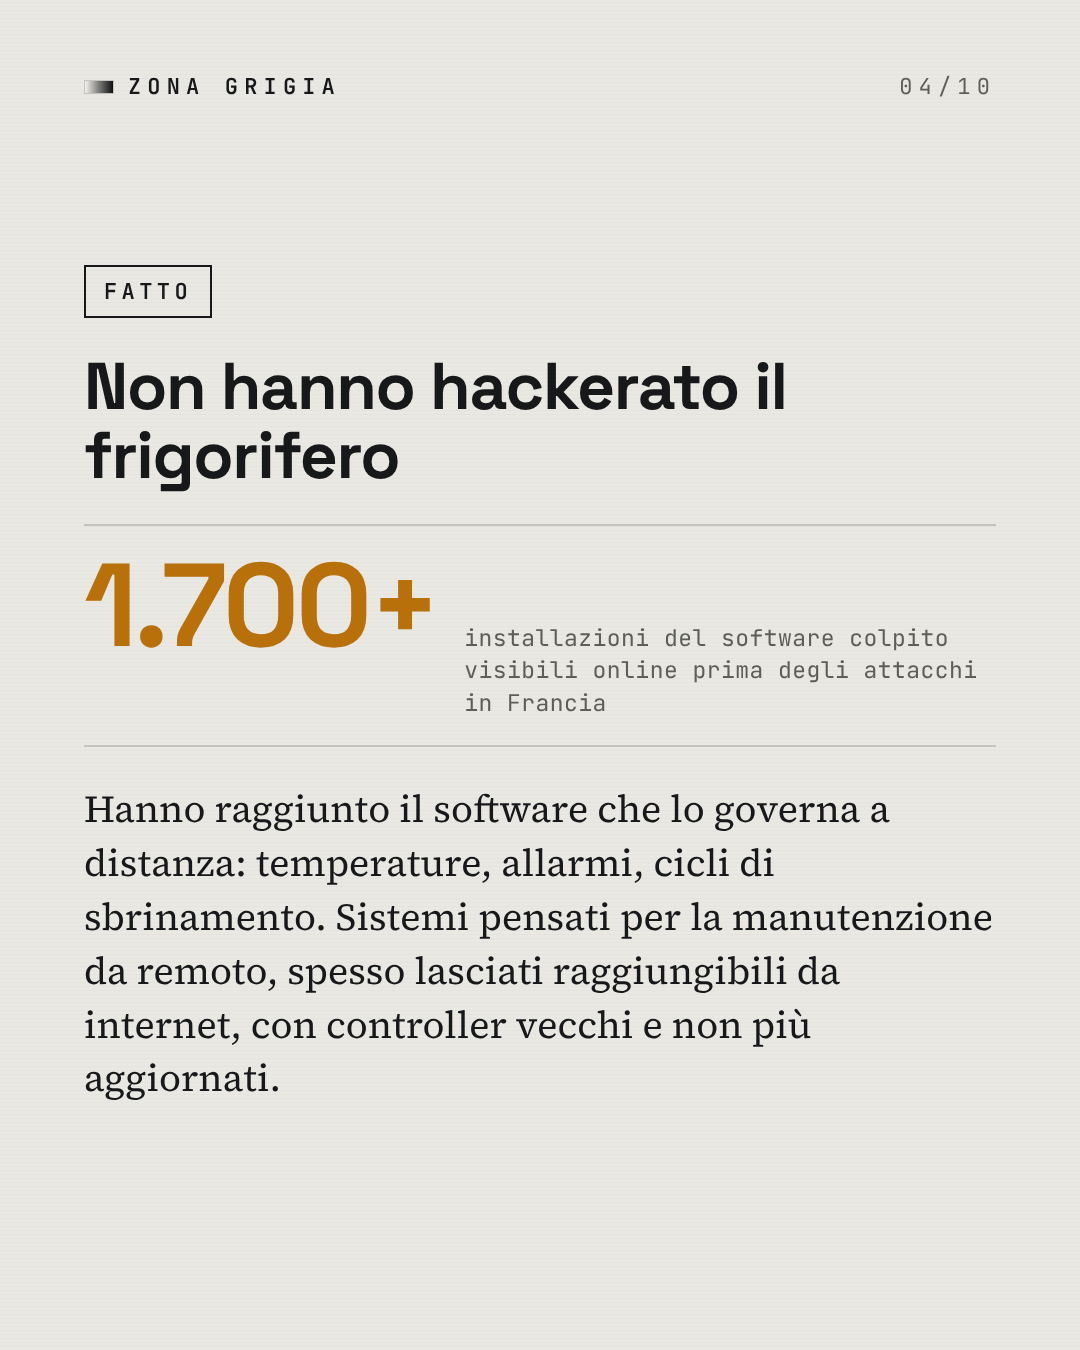 ZONA GRIGIA
04/10
FATTO
Non hanno hackerato il
frigorifero
1.700+
installazioni del software colpito
visibili online prima degli attacchi
in Francia
Hanno raggiunto il software che lo governa a
distanza: temperature, allarmi, cicli di
sbrinamento. Sistemi pensati per la manutenzione
da remoto, spesso lasciati raggiungibili da
internet, con controller vecchi e non più
aggiornati.